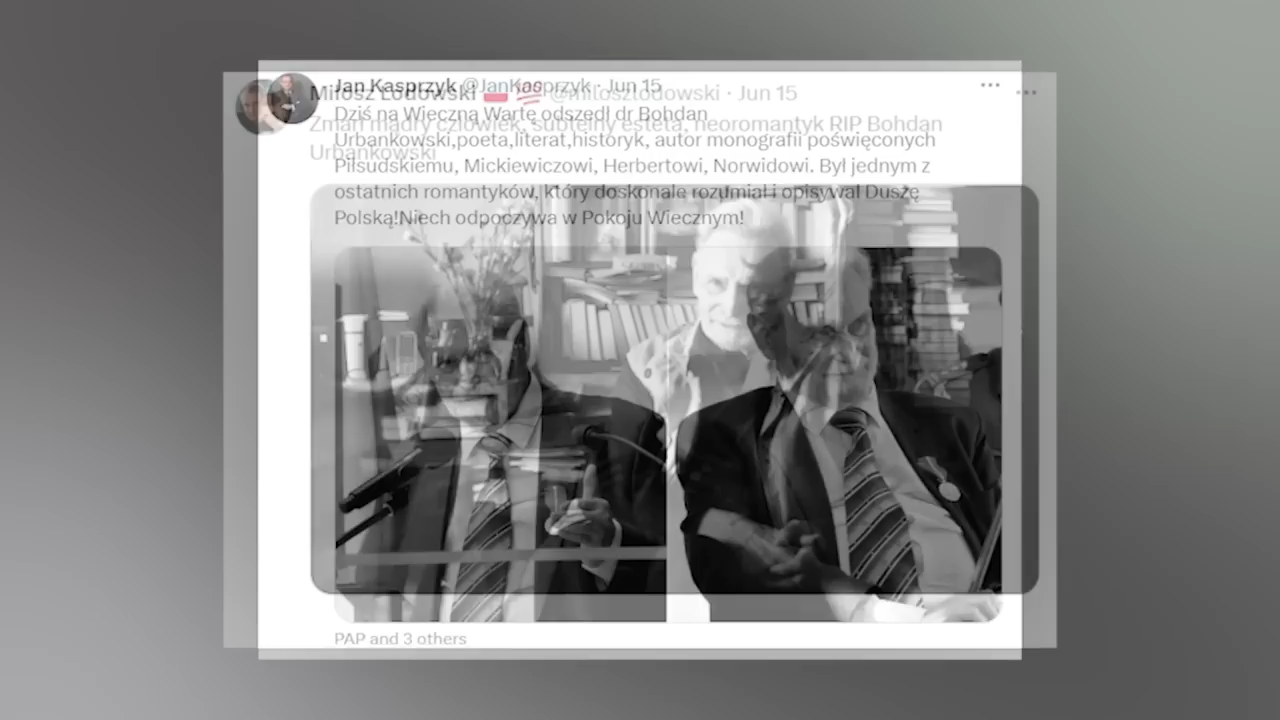 Jan Kasprzyk @JanKasprzyk · Jun 15
Dziś na Wieczną Wartę odszedł dr Bohdan
Urbankowski,poeta,literat,historyk, autor monografii poświęconych
Piłsudskiemu, Mickiewiczowi, Herbertowi, Norwidowi. Był jednym z
ostatnich romantyków, który doskonale rozumiał i opisywał Duszę
Polską!Niech odpoczywa w Pokoju Wiecznym!
PAP and 3 others
Miłosz Lodowski @miloszlodowski · Jun 15
Zmarł mądry człowiek, subtelny esteta, neoromantyk RIP Bohdan
Urbankowski